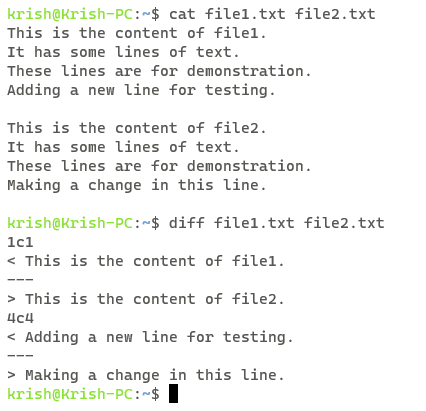 krish@Krish-PC:~$ cat file1.txt file2.txt
This is the content of file1.
It has some lines of text.
These lines are for demonstration.
Adding a new line for testing.

This is the content of file2.
It has some lines of text.
These lines are for demonstration.
Making a change in this line.

krish@Krish-PC:~$ diff file1.txt file2.txt
1c1
< This is the content of file1.
---
> This is the content of file2.
4c4
< Adding a new line for testing.
---
> Making a change in this line.
krish@Krish-PC:~$